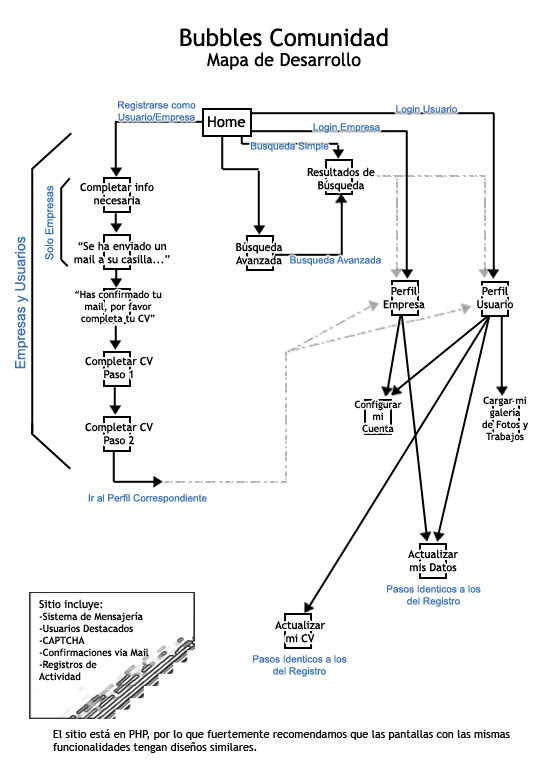 Bubbles Comunidad
Mapa de Desarrollo
Registrarse como
Usuario/Empresa
Home
Login Usuario
Login Empresa
Busqueda Simple
Resultados de
Búsqueda
Completar info
necesaria
Solo Empresas
Empresas y Usuarios
"Se ha enviado un
mail a su casilla..."
Búsqueda
Avanzada
Busqueda Avanzada
"Has confirmado tu
mail, por favor
completa tu CV"
Perfil
Empresa
Perfil
Usuario
Completar CV
Paso 1
Configurar
mi
Cuenta
Cargar mi
galería
de Fotos y
Trabajos
Completar CV
Paso 2
Ir al Perfil Correspondiente
Actualizar
mis Datos
Pasos Identicos a los
del Registro
Actualizar
mi CV
Pasos Identicos a los
del Registro
Sitio incluye:
-Sistema de Mensajería
-Usuarios Destacados
-CAPTCHA
-Confirmaciones via Mail
-Registros de
Actividad
El sitio está en PHP, por lo que fuertemente recomendamos que las pantallas con las mismas
funcionalidades tengan diseños similares.